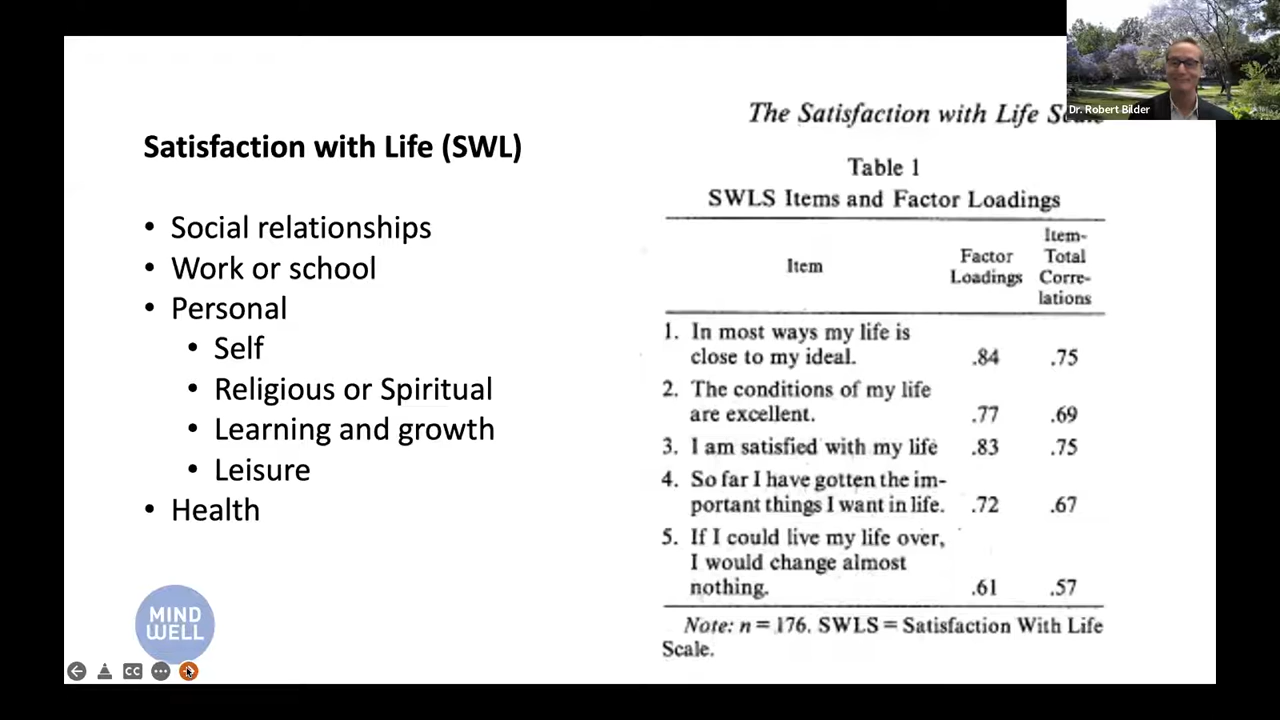 Dr. Robert Bilder
Satisfaction with Life (SWL)
• Social relationships
• Work or school
• Personal
• Self
• Religious or Spiritual
• Learning and growth
• Leisure
• Health
MIND
WELL
CC
The Satisfaction with Life Scale
Table 1
SWLS Items and Factor Loadings
Item-
Factor Total
Item Loadings Corre-
lations
1. In most ways my life is
close to my ideal. .84 .75
2. The conditions of my life
are excellent. .77 .69
3. I am satisfied with my life .83 .75
4. So far I have gotten the im-
portant things I want in life. .72 .67
5. If I could live my life over,
I would change almost
nothing. .61 .57
Note: n = 176. SWLS = Satisfaction With Life
Scale.